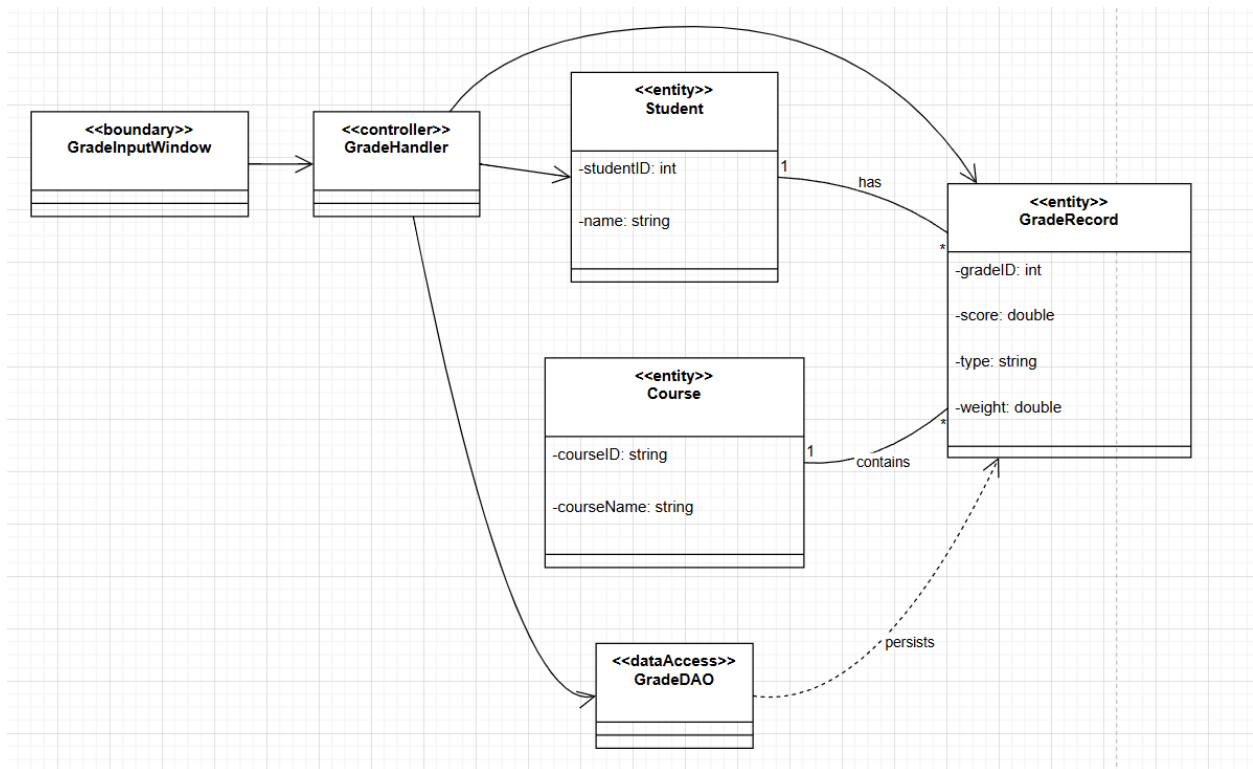 <<boundary>>
GradeInputWindow
<<controller>>
GradeHandler
<<entity>>
Student
-studentID: int
-name: string
1
has
*
<<entity>>
GradeRecord
-gradeID: int
-score: double
-type: string
-weight: double
<<entity>>
Course
-courseID: string
-courseName: string
1
contains
*
<<dataAccess>>
GradeDAO
persists